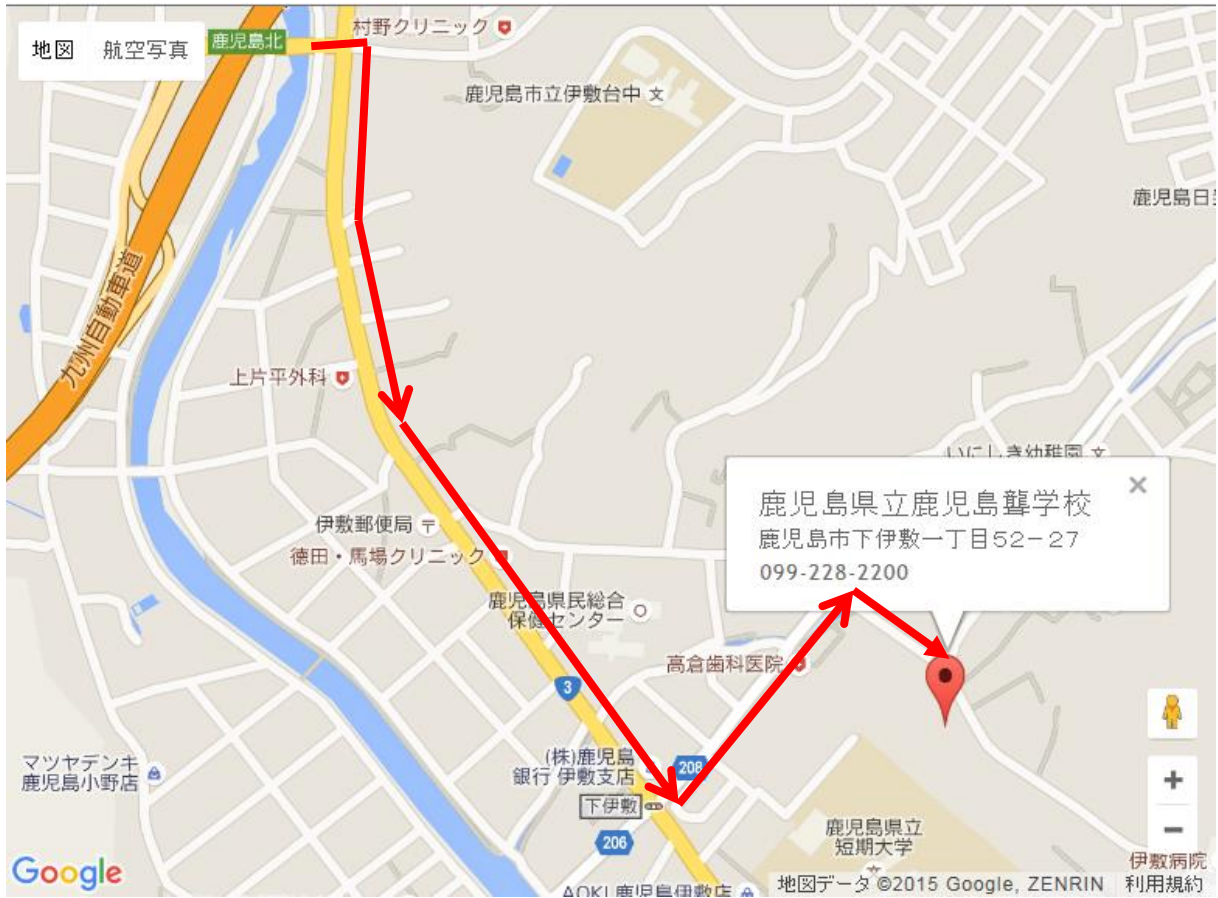 村野クリニック
地図 航空写真
鹿児島北
鹿児島市立伊敷台中
九州自動車道
上片平外科
いにしき幼稚園
鹿児島県立鹿児島聾学校
鹿児島市下伊敷一丁目52-27
099-228-2200
伊敷郵便局
徳田・馬場クリニック
鹿児島県民総合
保健センター
高倉歯科医院
3
(株)鹿児島
銀行 伊敷支店
208
マツヤデンキ
鹿児島小野店
下伊敷
206
鹿児島県立
短期大学
伊敷病院
Google
AOKI 鹿児島伊敷店
地図データ ©2015 Google, ZENRIN 利用規約